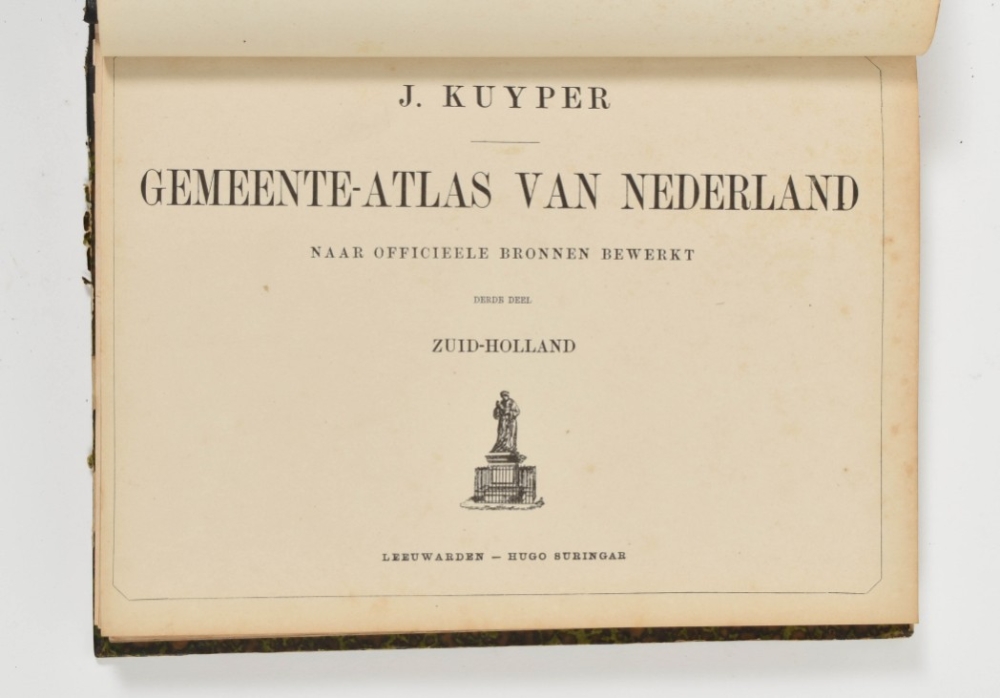 J. KUYPER
GEMEENTE-ATLAS VAN NEDERLAND
NAAR OFFICIEELE BRONNEN BEWERKT
DERDE DEEL
ZUID-HOLLAND
LEEUWARDEN — HUGO SURINGAR